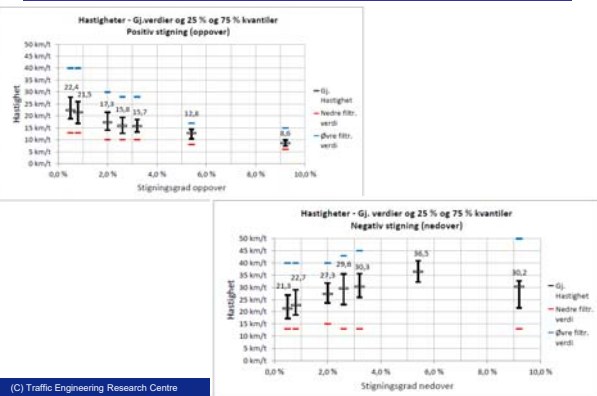 Hastigheter - Gj.verdier og 25 % og 75 % kvantiler
Positiv stigning (oppover)
50 km/t
45 km/t
40 km/t
35 km/t
30 km/t
25 km/t
20 km/t
15 km/t
10 km/t
5 km/t
0 km/t
Hastighet
22,4
21,5
17,3
15,8
15,7
12,8
8,6
0,0 %
2,0 %
4,0 %
6,0 %
8,0 %
10,0 %
Stigningsgrad oppover
Gj.
Hastighet
Nedre filtr.
verdi
Øvre filtr.
verdi
Hastigheter - Gj. verdier og 25 % og 75 % kvantiler
Negativ stigning (nedover)
50 km/t
45 km/t
40 km/t
35 km/t
30 km/t
25 km/t
20 km/t
15 km/t
10 km/t
5 km/t
0 km/t
Hastighet
21,3
22,7
27,3
29,6
30,3
36,5
30,2
0,0 %
2,0 %
4,0 %
6,0 %
8,0 %
10,0 %
Stigningsgrad nedover
Gj.
Hastighet
Nedre filtr.
verdi
Øvre filtr.
verdi
(C) Traffic Engineering Research Centre